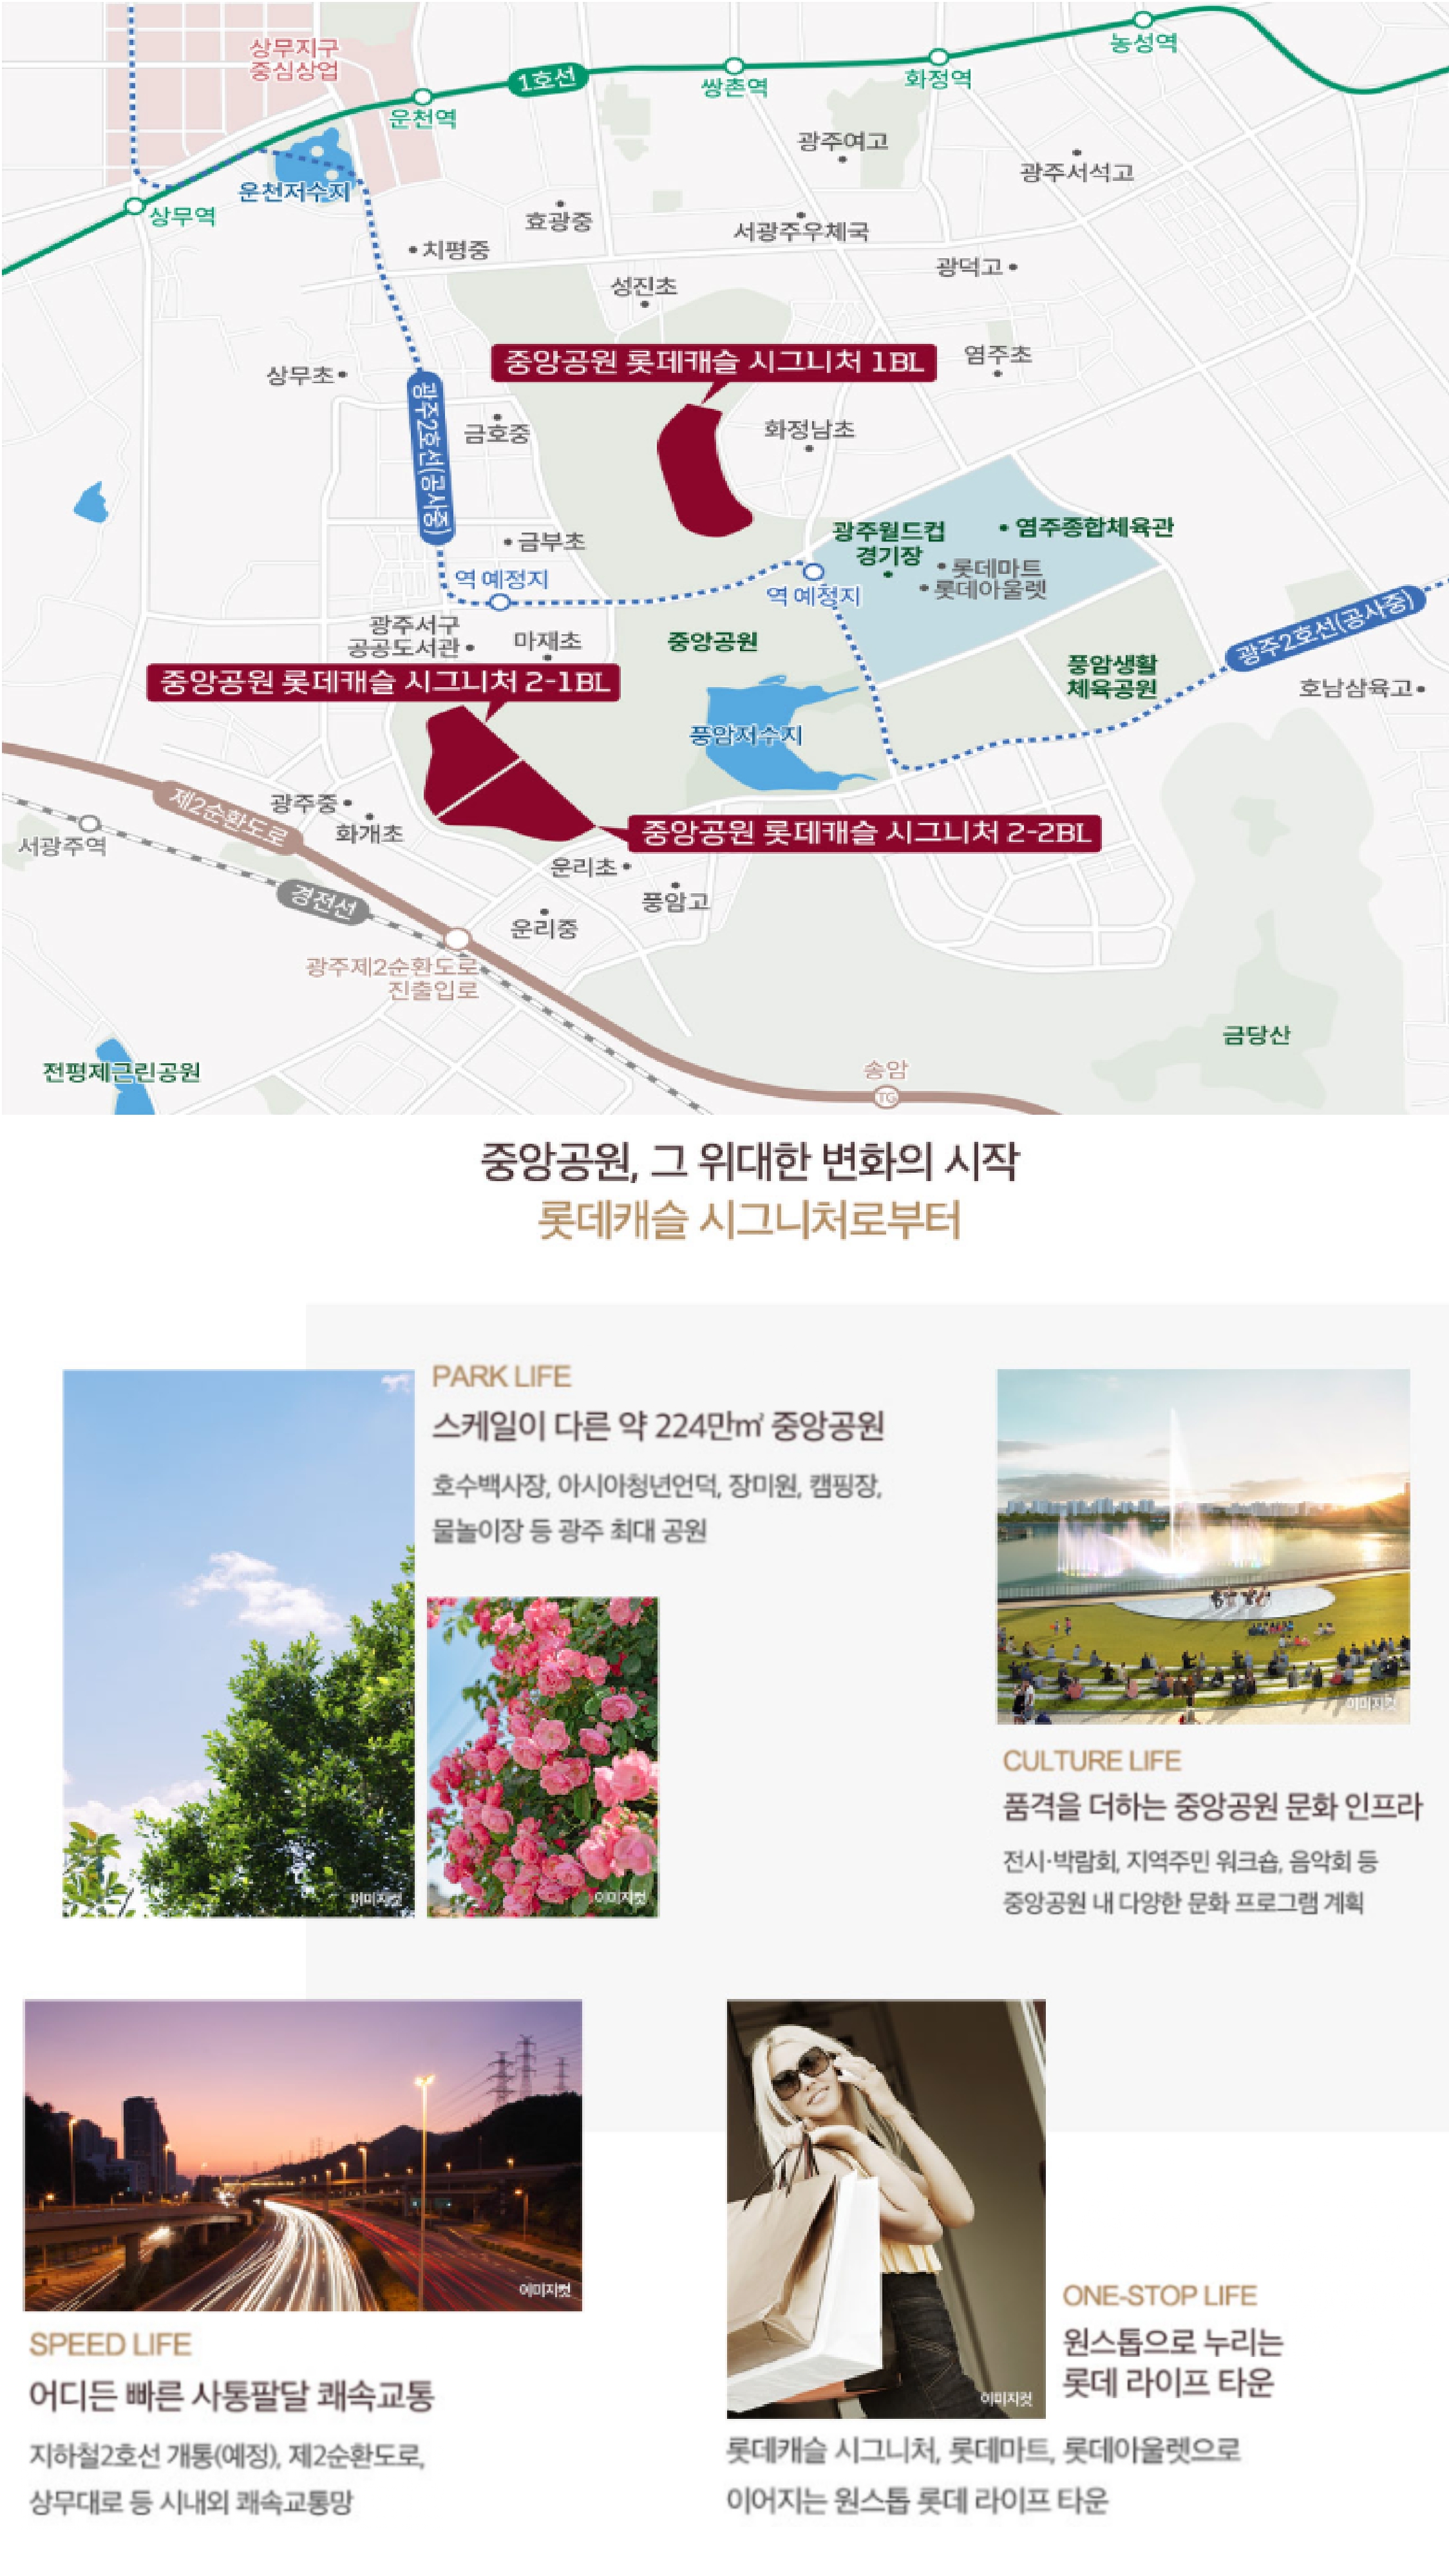 상무지구
중심상업
1호선
운천역
쌍촌역
화정역
농성역
광주여고
광주서석고
운천저수지
상무역
효광중
서광주우체국
치평중
광덕고
성진초
중앙공원 롯데캐슬 시그니처 1BL
염주초
상무초
광주2호선(공사중)
금호중
화정남초
광주월드컵
경기장
염주종합체육관
금부초
롯데마트
롯데아울렛
역 예정지
역 예정지
광주2호선(공사중)
광주서구
공공도서관
마재초
중앙공원
풍암생활
체육공원
호남삼육고
중앙공원 롯데캐슬 시그니처 2-1BL
풍암저수지
제2순환도로
광주중
화개초
중앙공원 롯데캐슬 시그니처 2-2BL
서광주역
운리초
경전선
풍암고
운리중
광주제2순환도로
진출입로
금당산
전평제근린공원
송암
TG
중앙공원, 그 위대한 변화의 시작
롯데캐슬 시그니처로부터
PARK LIFE
스케일이 다른 약 224만㎡ 중앙공원
호수백사장, 아시아청년언덕, 장미원, 캠핑장,
물놀이장 등 광주 최대 공원
이미지컷
이미지컷
이미지컷
CULTURE LIFE
품격을 더하는 중앙공원 문화 인프라
전시·박람회, 지역주민 워크숍, 음악회 등
중앙공원 내 다양한 문화 프로그램 계획
이미지컷
SPEED LIFE
어디든 빠른 사통팔달 쾌속교통
지하철2호선 개통(예정), 제2순환도로,
상무대로 등 시내외 쾌속교통망
이미지컷
ONE-STOP LIFE
원스톱으로 누리는
롯데 라이프 타운
롯데캐슬 시그니처, 롯데마트, 롯데아울렛으로
이어지는 원스톱 롯데 라이프 타운